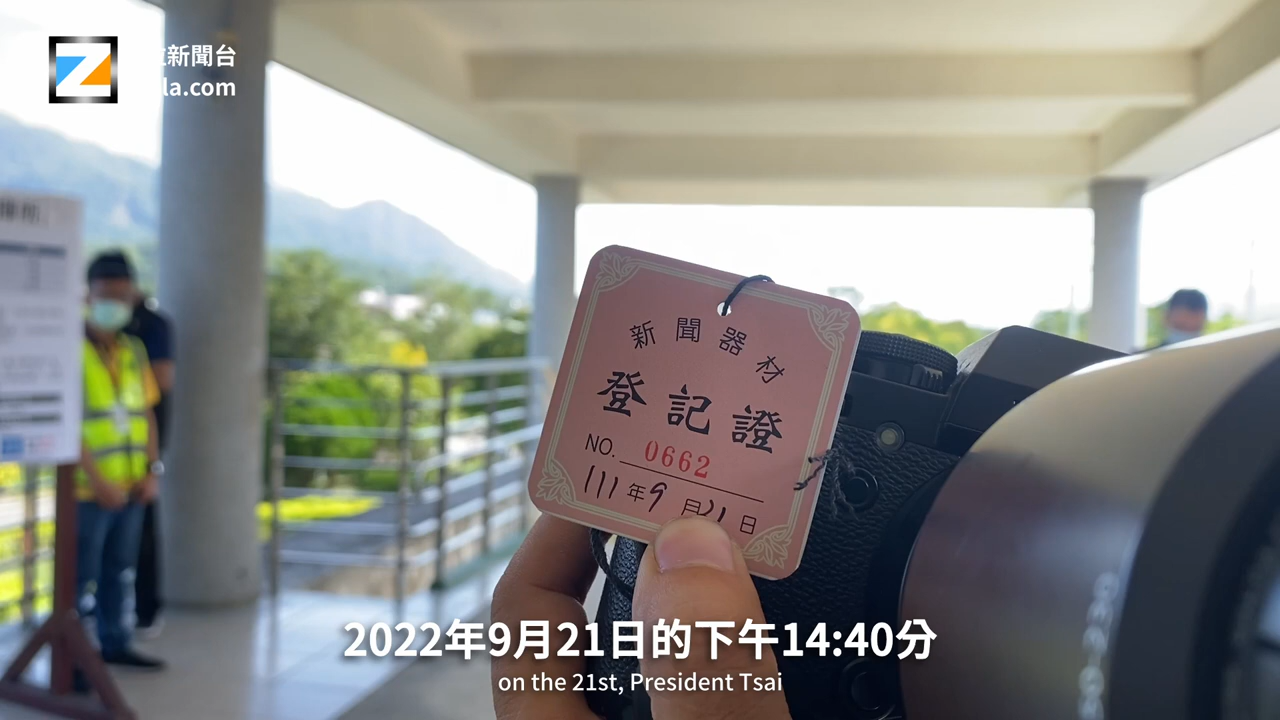 新聞台
la.com
新聞器材
登記證
NO. 0662
111年9月21日
2022年9月21日的下午14:40分
on the 21st, President Tsai